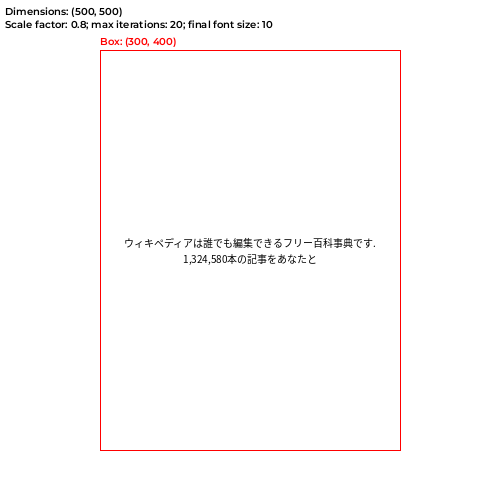 Dimensions: (500, 500)
Scale factor: 0.8; max iterations: 20; final font size: 10
Box: (300, 400)
ウィキペディアは誰でも編集できるフリー百科事典です.
1,324,580本の記事をあなたと